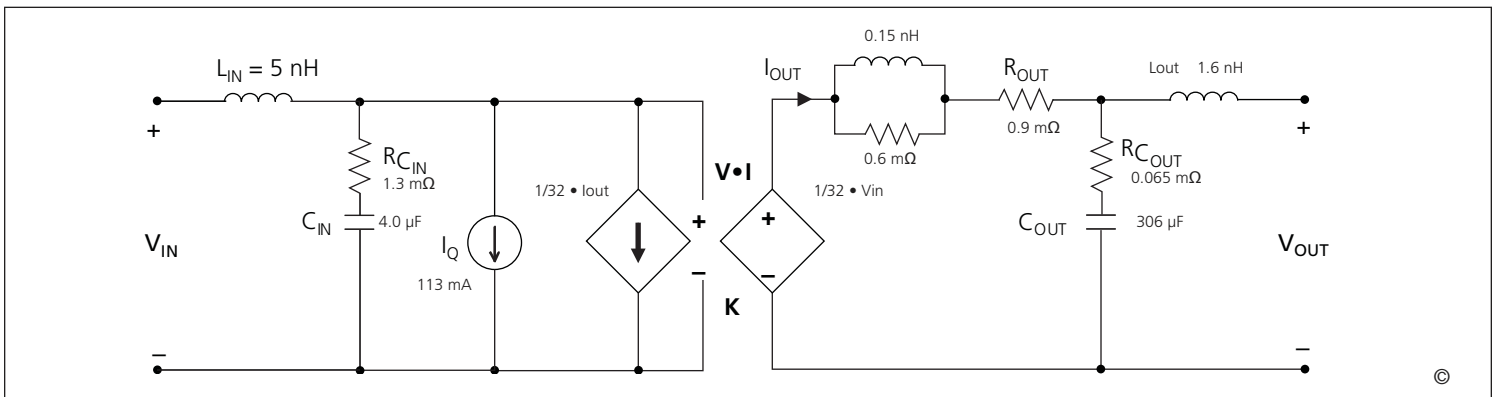 L_IN = 5 nH
+
R_C_IN
1.3 mΩ
C_IN
4.0 µF
V_IN
−
I_Q
113 mA
1/32 • Iout
V•I
+
−
K
1/32 • Vin
+
−
I_OUT
0.15 nH
0.6 mΩ
R_OUT
0.9 mΩ
Lout 1.6 nH
R_C_OUT
0.065 mΩ
C_OUT
306 µF
+
V_OUT
−
©